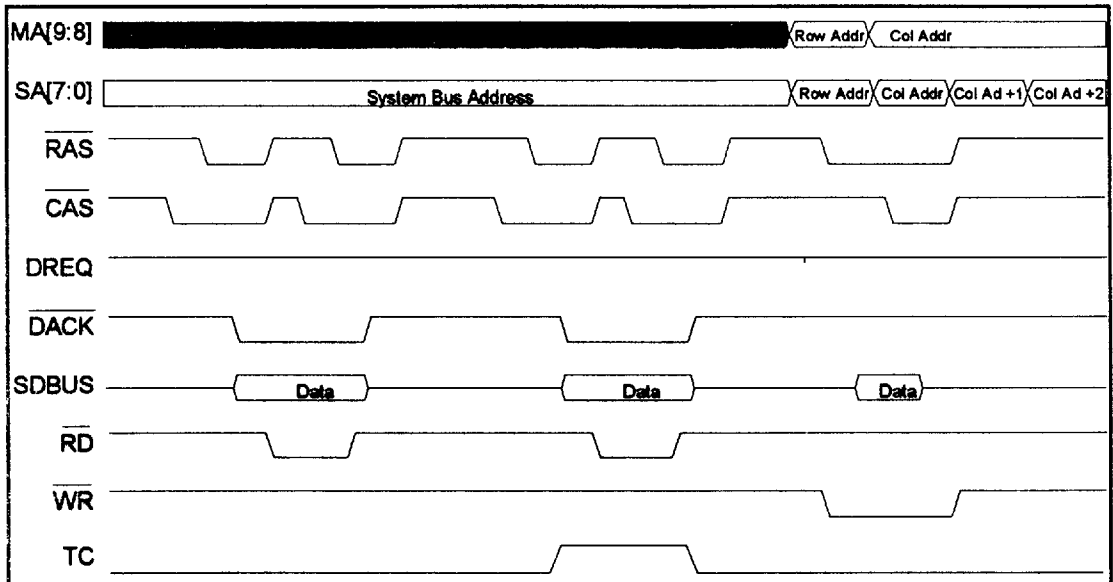 MA[9:8] Row Addr Col Addr
SA[7:0] System Bus Address Row Addr Col Addr Col Ad +1 Col Ad +2
RAS
CAS
DREQ
DACK
SDBUS Data Data Data
RD
WR
TC